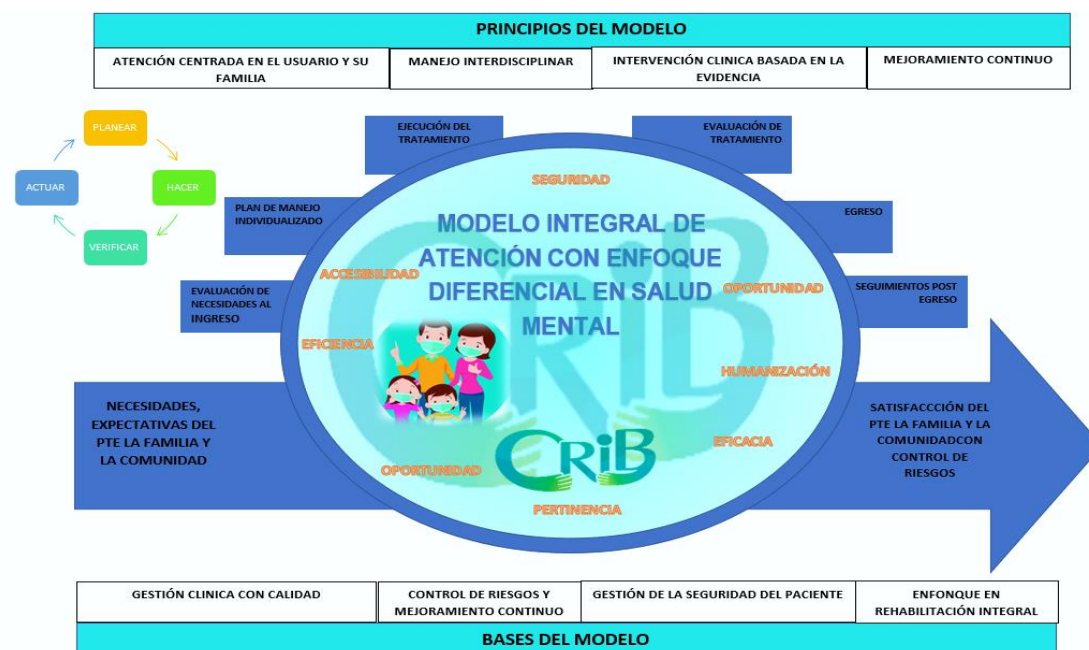 PRINCIPIOS DEL MODELO
ATENCIÓN CENTRADA EN EL USUARIO Y SU
FAMILIA
MANEJO INTERDISCIPLINAR
INTERVENCIÓN CLINICA BASADA EN LA
EVIDENCIA
MEJORAMIENTO CONTINUO
PLANEAR
HACER
VERIFICAR
ACTUAR
EJECUCIÓN DEL
TRATAMIENTO
EVALUACIÓN DE
TRATAMIENTO
PLAN DE MANEJO
INDIVIDUALIZADO
EGRESO
EVALUACIÓN DE
NECESIDADES AL
INGRESO
SEGUIMIENTOS POST
EGRESO
SEGURIDAD
MODELO INTEGRAL DE
ATENCIÓN CON ENFOQUE
DIFERENCIAL EN SALUD
MENTAL
ACCESIBILIDAD
OPORTUNIDAD
EFICIENCIA
HUMANIZACIÓN
EFICACIA
OPORTUNIDAD
PERTINENCIA
CRiB
CRiB
NECESIDADES,
EXPECTATIVAS DEL
PTE LA FAMILIA Y
LA COMUNIDAD
SATISFACCCIÓN DEL
PTE LA FAMILIA Y LA
COMUNIDADCON
CONTROL DE
RIESGOS
GESTIÓN CLINICA CON CALIDAD
CONTROL DE RIESGOS Y
MEJORAMIENTO CONTINUO
GESTIÓN DE LA SEGURIDAD DEL PACIENTE
ENFONQUE EN
REHABILITACIÓN INTEGRAL
BASES DEL MODELO